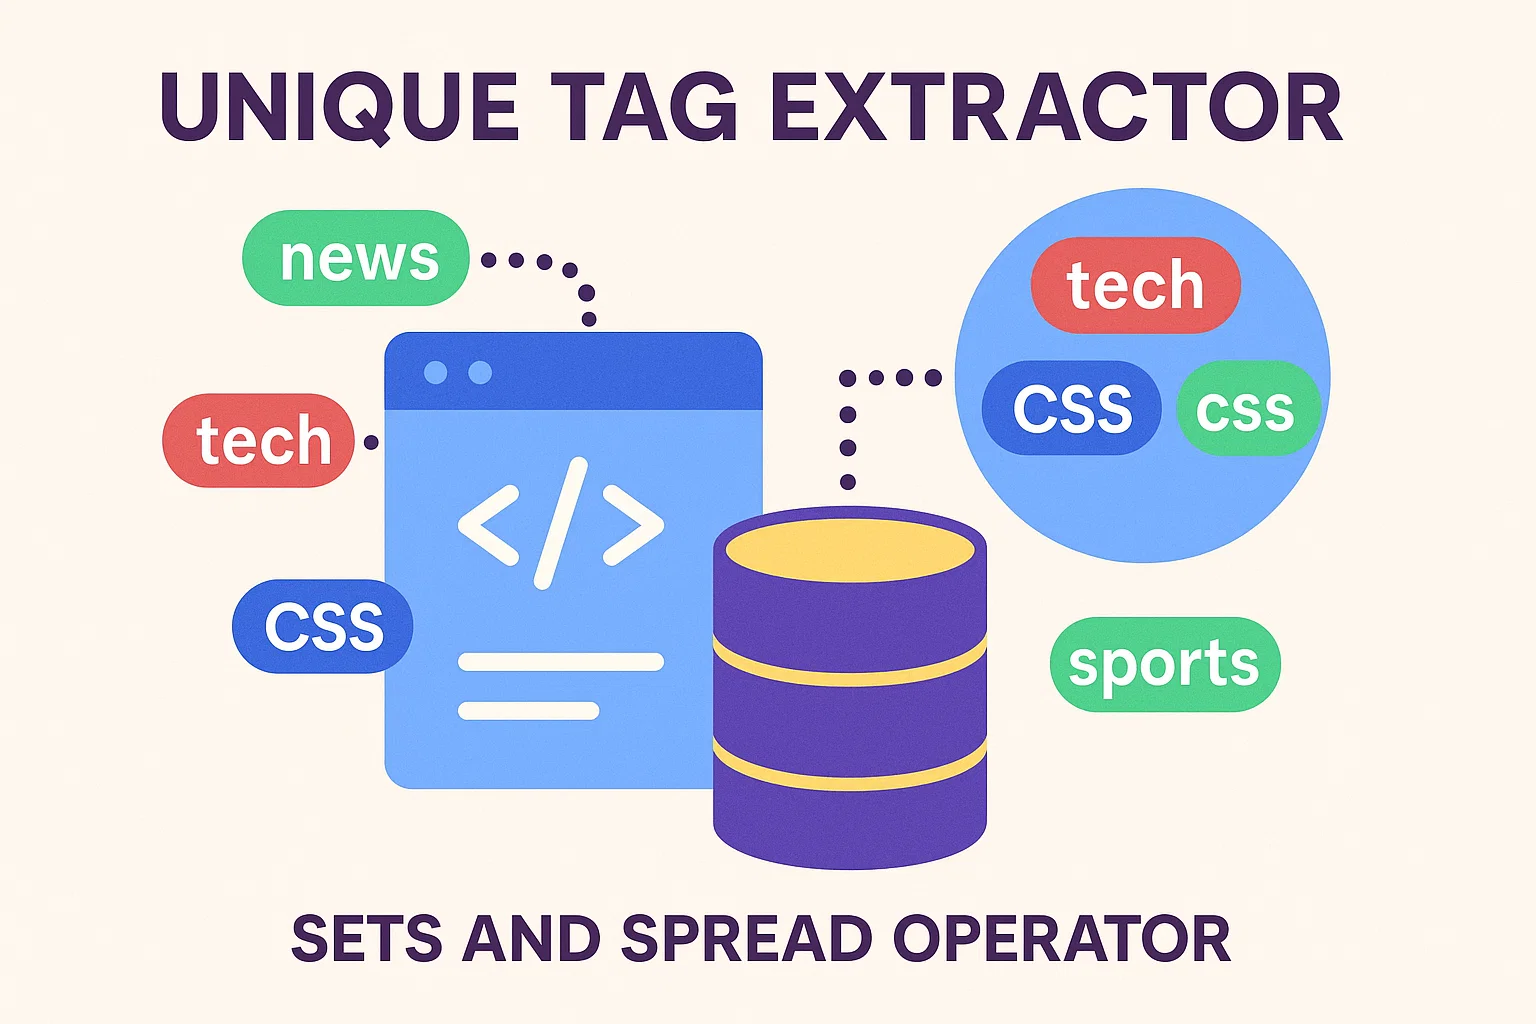 UNIQUE TAG EXTRACTOR
news
tech
tech
CSS css
</>
CSS
sports
SETS AND SPREAD OPERATOR